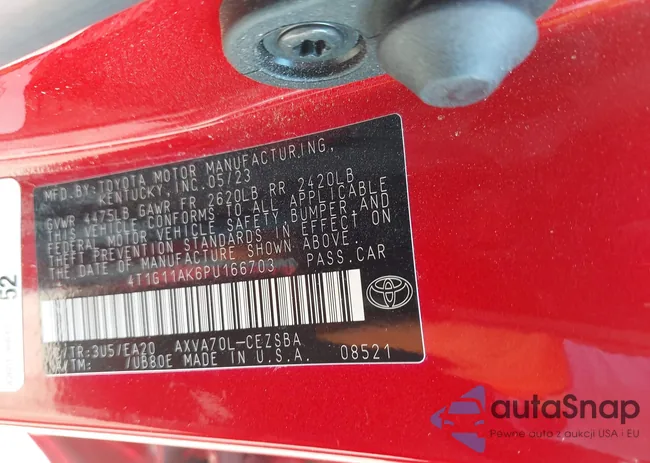 MFD.BY:TOYOTA MOTOR MANUFACTURING,
KENTUCKY, INC.05/23
GVWR 4475LB GAWR FR 2620LB RR 2420LB
THIS VEHICLE CONFORMS TO ALL APPLICABLE
FEDERAL MOTOR VEHICLE SAFETY,BUMPER AND
THEFT PREVENTION STANDARDS IN EFFECT ON
THE DATE OF MANUFACTURE SHOWN ABOVE.
4T1G11AK6PU166703 PASS.CAR
/TR:3U5/EA20 AXVA70L-CEZSBA
/TM: /UB80E MADE IN U.S.A. 08521
52
autaSnap
Pewne auto z aukcji USA i EU